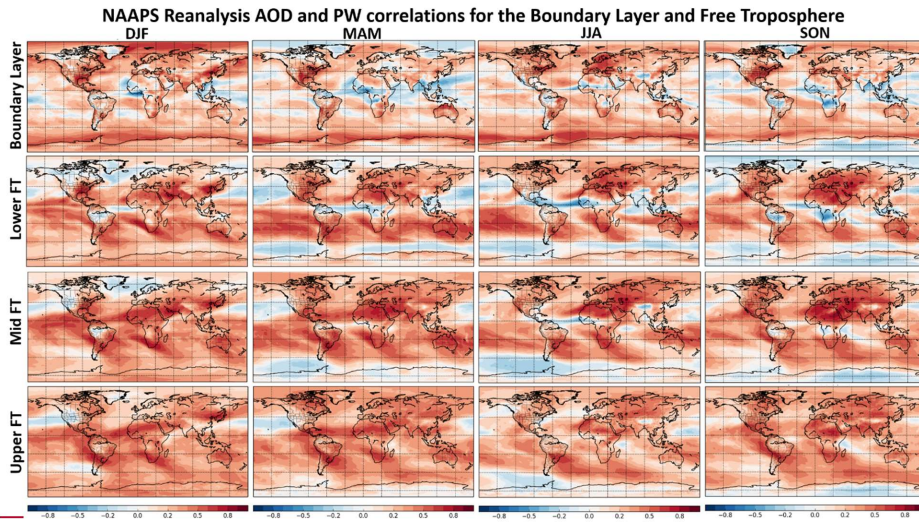 NAAPS Reanalysis AOD and PW correlations for the Boundary Layer and Free Troposphere
DJF MAM JJA SON
Boundary Layer
Lower FT
Mid FT
Upper FT
−0.8 −0.5 −0.2 0.0 0.2 0.5 0.8 −0.8 −0.5 −0.2 0.0 0.2 0.5 0.8 −0.8 −0.5 −0.2 0.0 0.2 0.5 0.8 −0.8 −0.5 −0.2 0.0 0.2 0.5 0.8